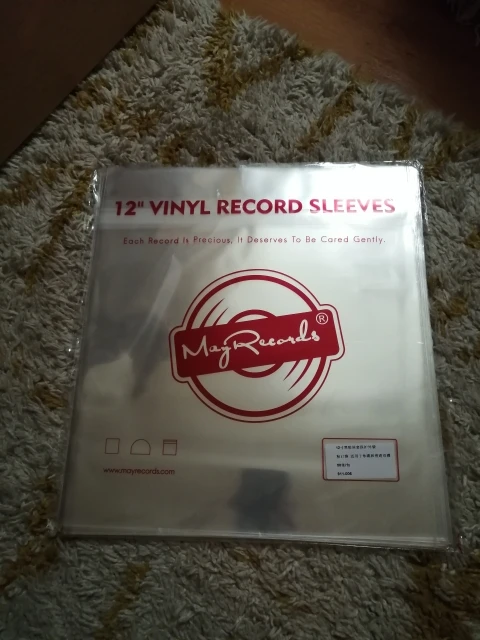 12" VINYL RECORD SLEEVES
Each Record Is Precious, It Deserves To Be Cared Gently.
MayRecords®
www.mayrecords.com